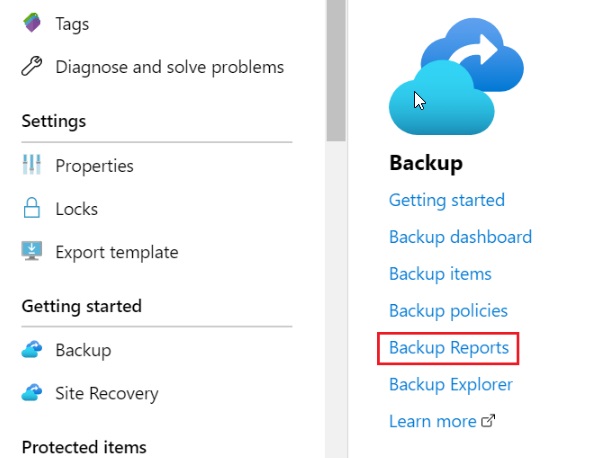 Tags
Diagnose and solve problems
Settings
Properties
Locks
Export template
Getting started
Backup
Site Recovery
Protected items
Backup
Getting started
Backup dashboard
Backup items
Backup policies
Backup Reports
Backup Explorer
Learn more